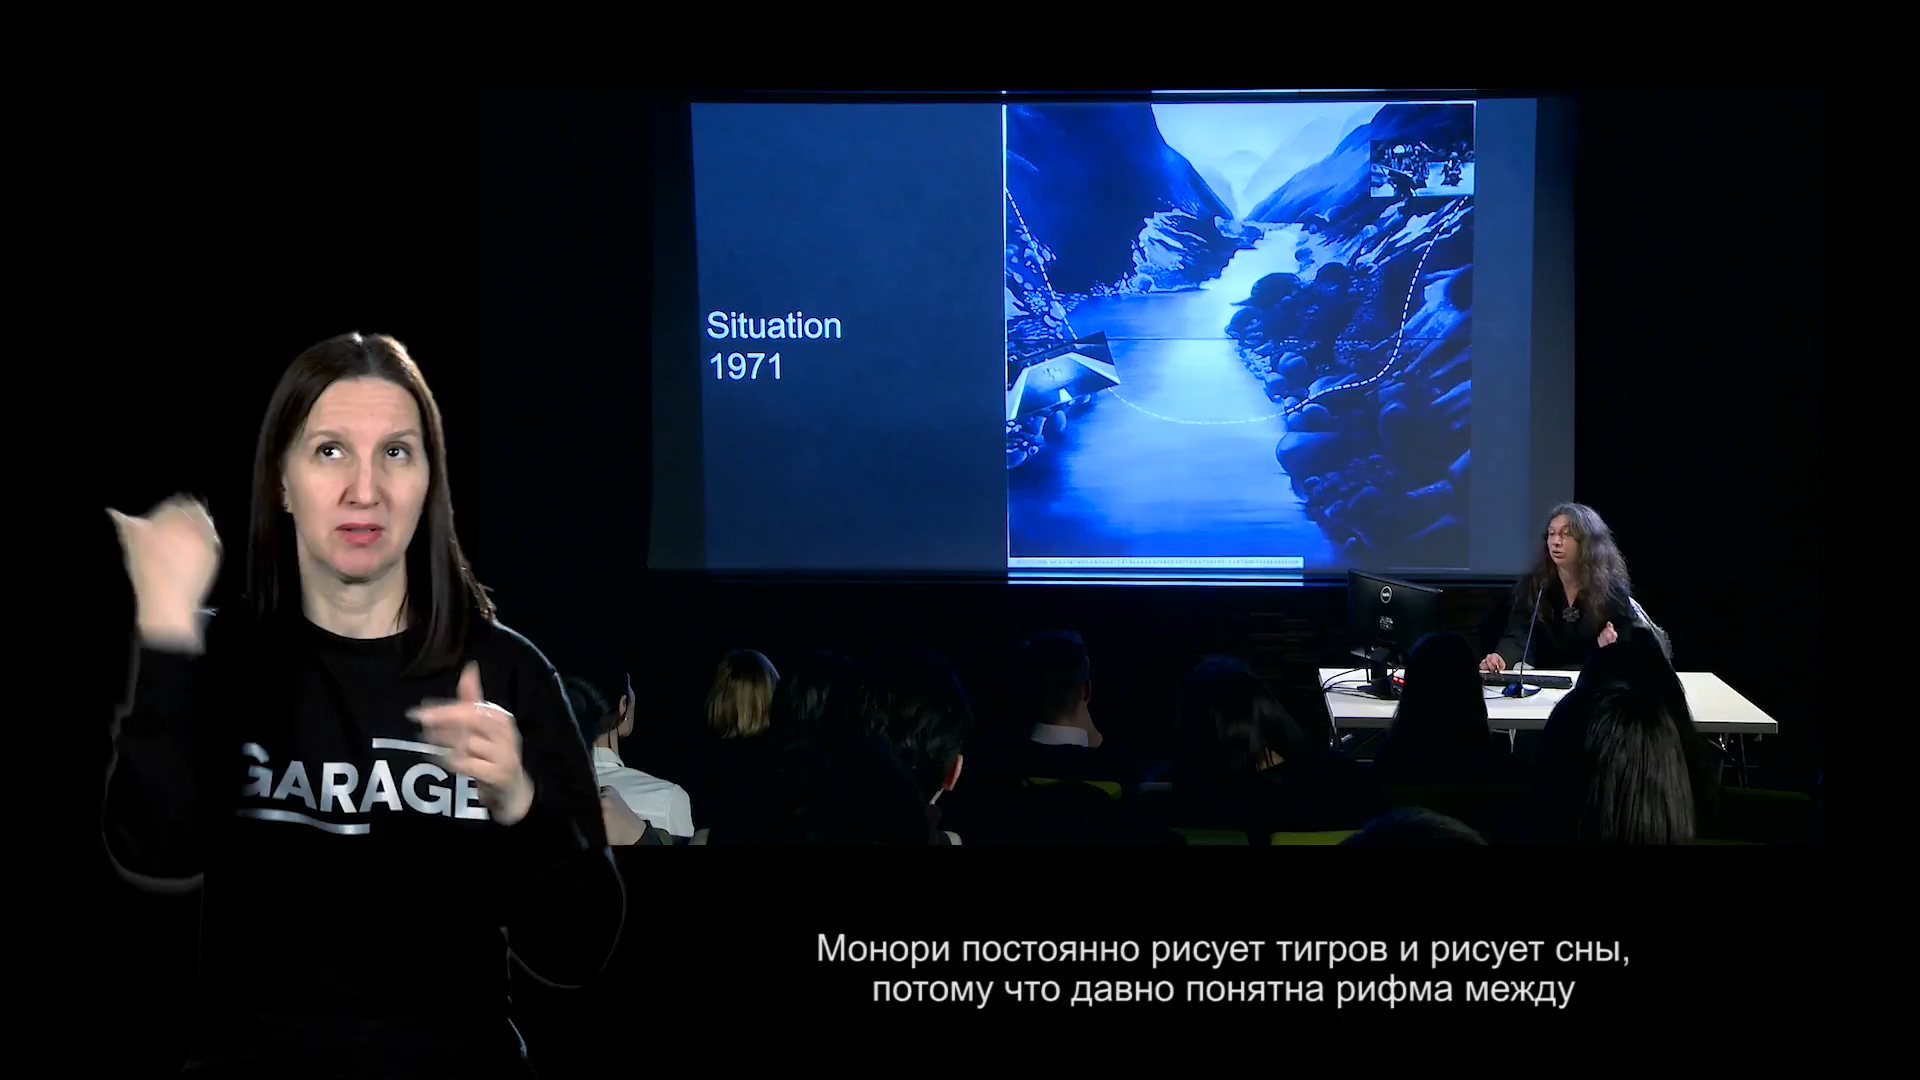 Situation
1971
GARAGE
Монори постоянно рисует тигров и рисует сны,
потому что давно понятна рифма между